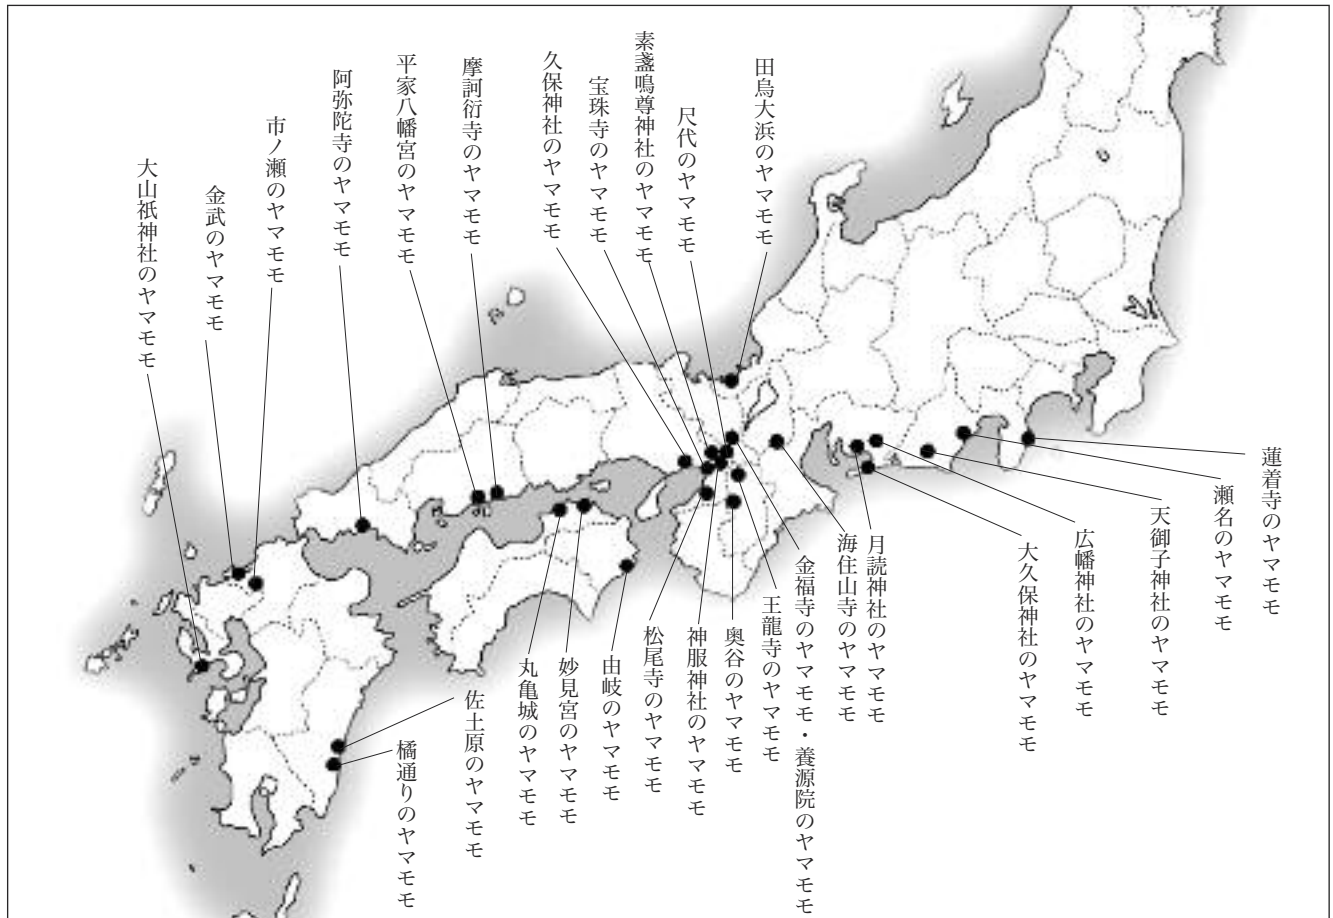 蓮着寺のヤマモモ
瀬名のヤマモモ
天御子神社のヤマモモ
広幡神社のヤマモモ
大久保神社のヤマモモ
月読神社のヤマモモ
海住山寺のヤマモモ
金福寺のヤマモモ・養源院のヤマモモ
王龍寺のヤマモモ
奥谷のヤマモモ
神服神社のヤマモモ
松尾寺のヤマモモ
由岐のヤマモモ
妙見宮のヤマモモ
丸亀城のヤマモモ
佐土原のヤマモモ
橘通りのヤマモモ
田烏大浜のヤマモモ
尺代のヤマモモ
素盞鳴尊神社のヤマモモ
宝珠寺のヤマモモ
久保神社のヤマモモ
摩訶衍寺のヤマモモ
平家八幡宮のヤマモモ
阿弥陀寺のヤマモモ
市ノ瀬のヤマモモ
金武のヤマモモ
大山祇神社のヤマモモ